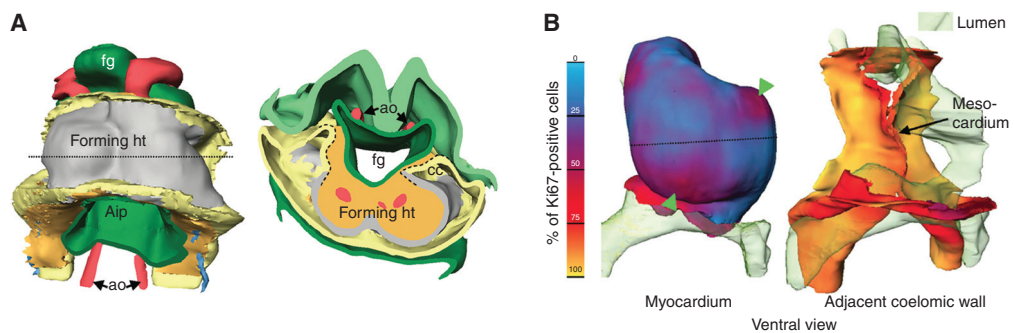 A
fg
Forming ht
Aip
ao
ao
fg
cc
Forming ht
B
% of Ki67-positive cells
0
25
50
75
100
Lumen
Meso-
cardium
Myocardium
Adjacent coelomic wall
Ventral view